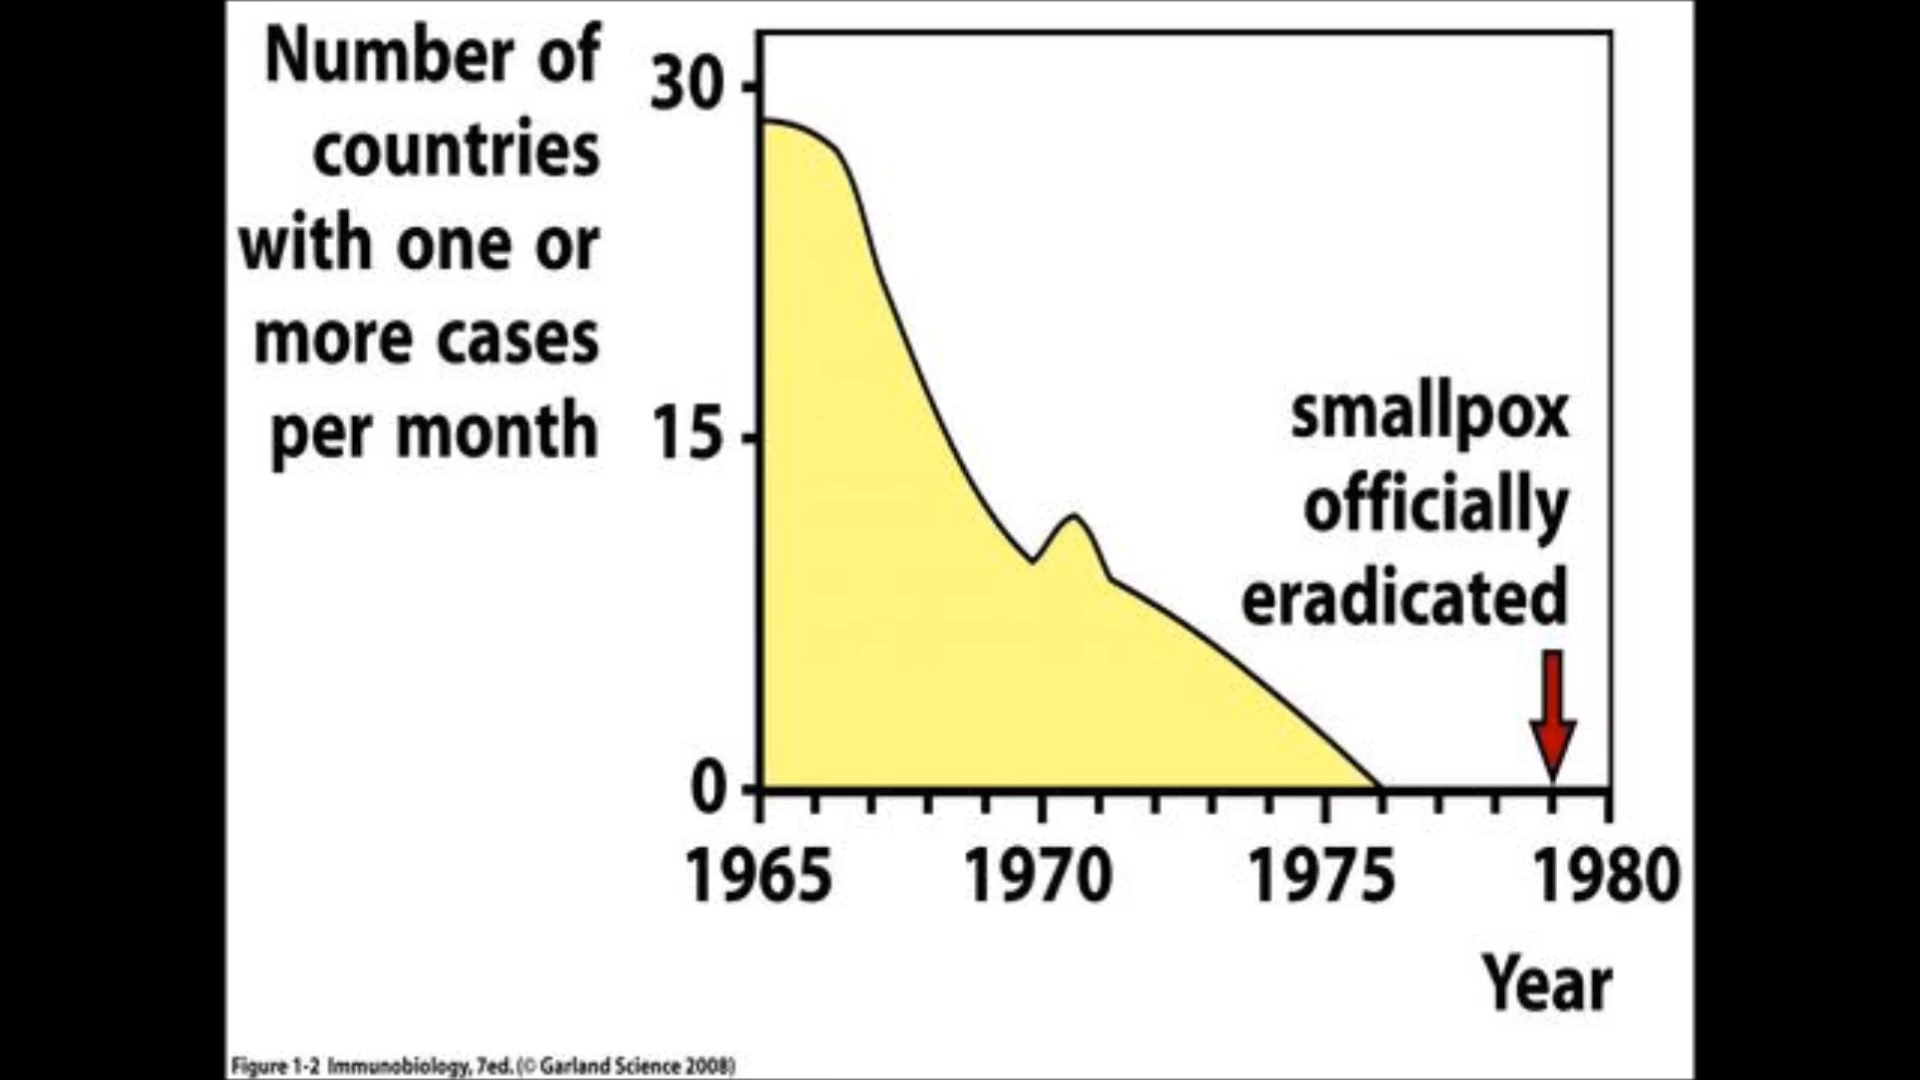 Number of
countries
with one or
more cases
per month
30
15
0
smallpox
officially
eradicated
1965 1970 1975 1980
Year
Figure 1-2 Immunobiology, 7ed. (© Garland Science 2008)